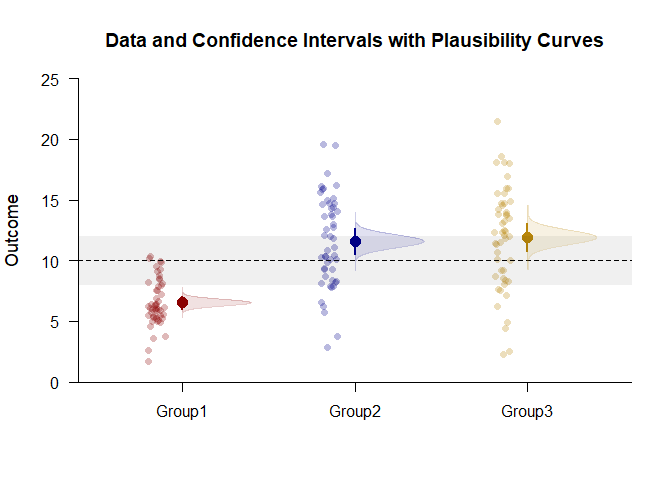 Data and Confidence Intervals with Plausibility Curves
25
20
15
10
5
0
Outcome
Group1
Group2
Group3